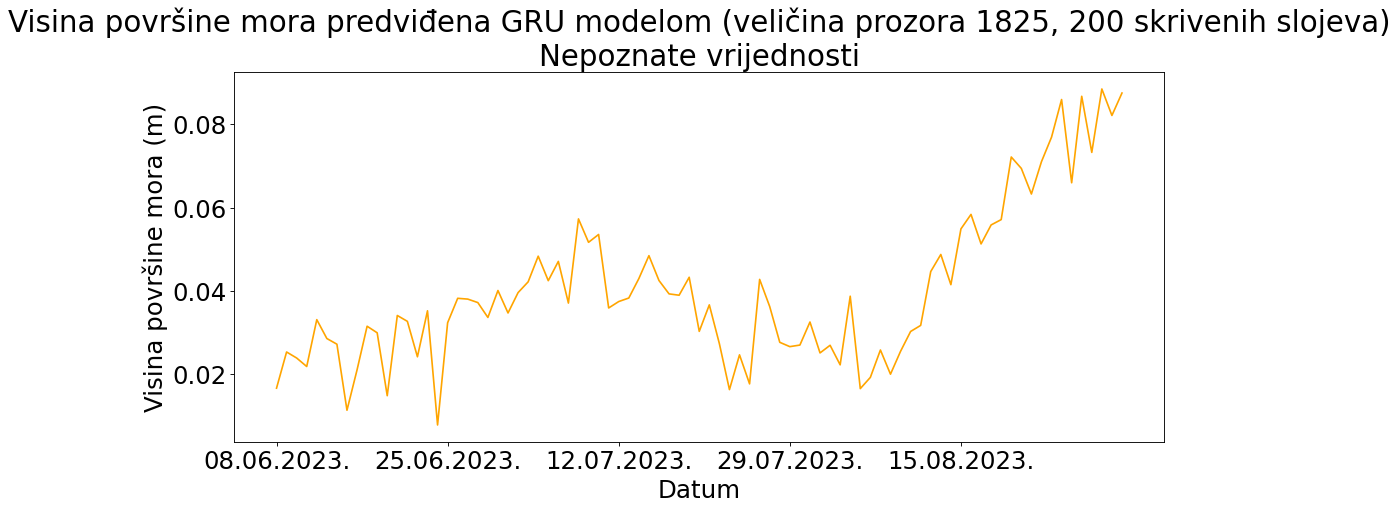 Visina površine mora predviđena GRU modelom (veličina prozora 1825, 200 skrivenih slojeva)
Nepoznate vrijednosti
Visina površine mora (m)
0.08
0.06
0.04
0.02
08.06.2023.
25.06.2023.
12.07.2023.
29.07.2023.
15.08.2023.
Datum